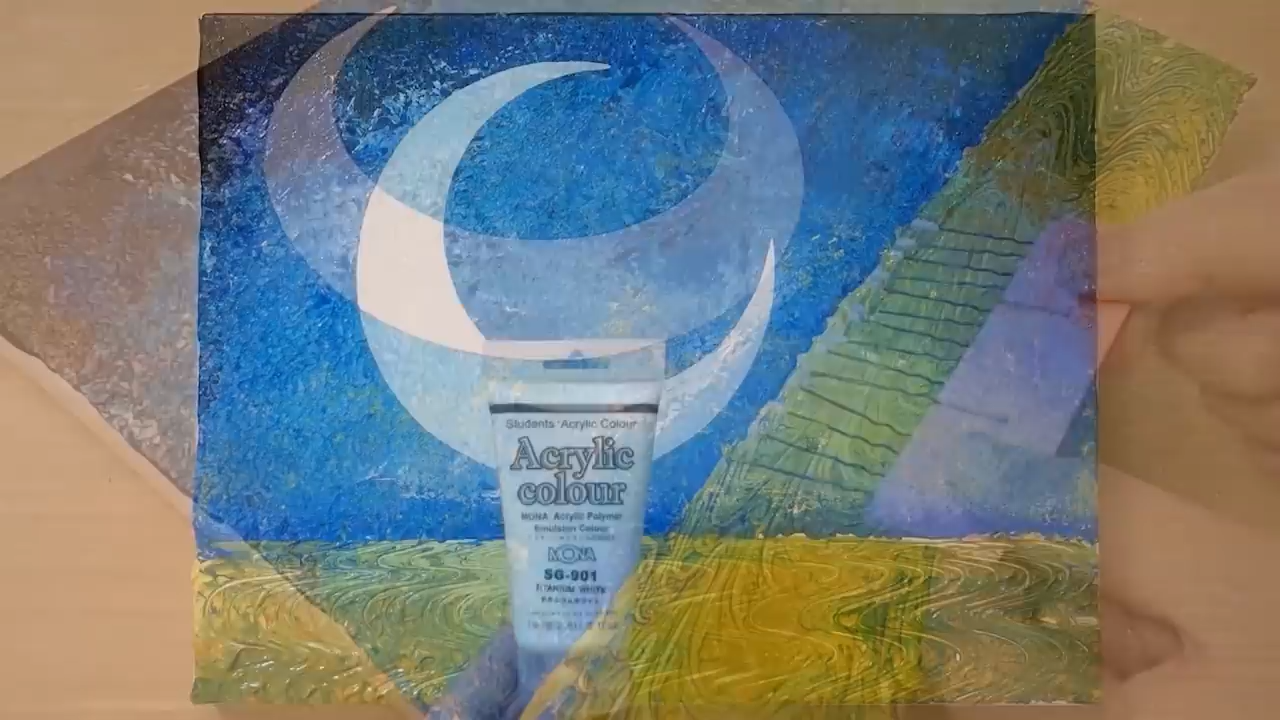 Students 'Acrylic Colour
Acrylic
colour
MONA Acrylic Polymer
Emulsion Colour
MONA
SG-901
TITANIUM WHITE